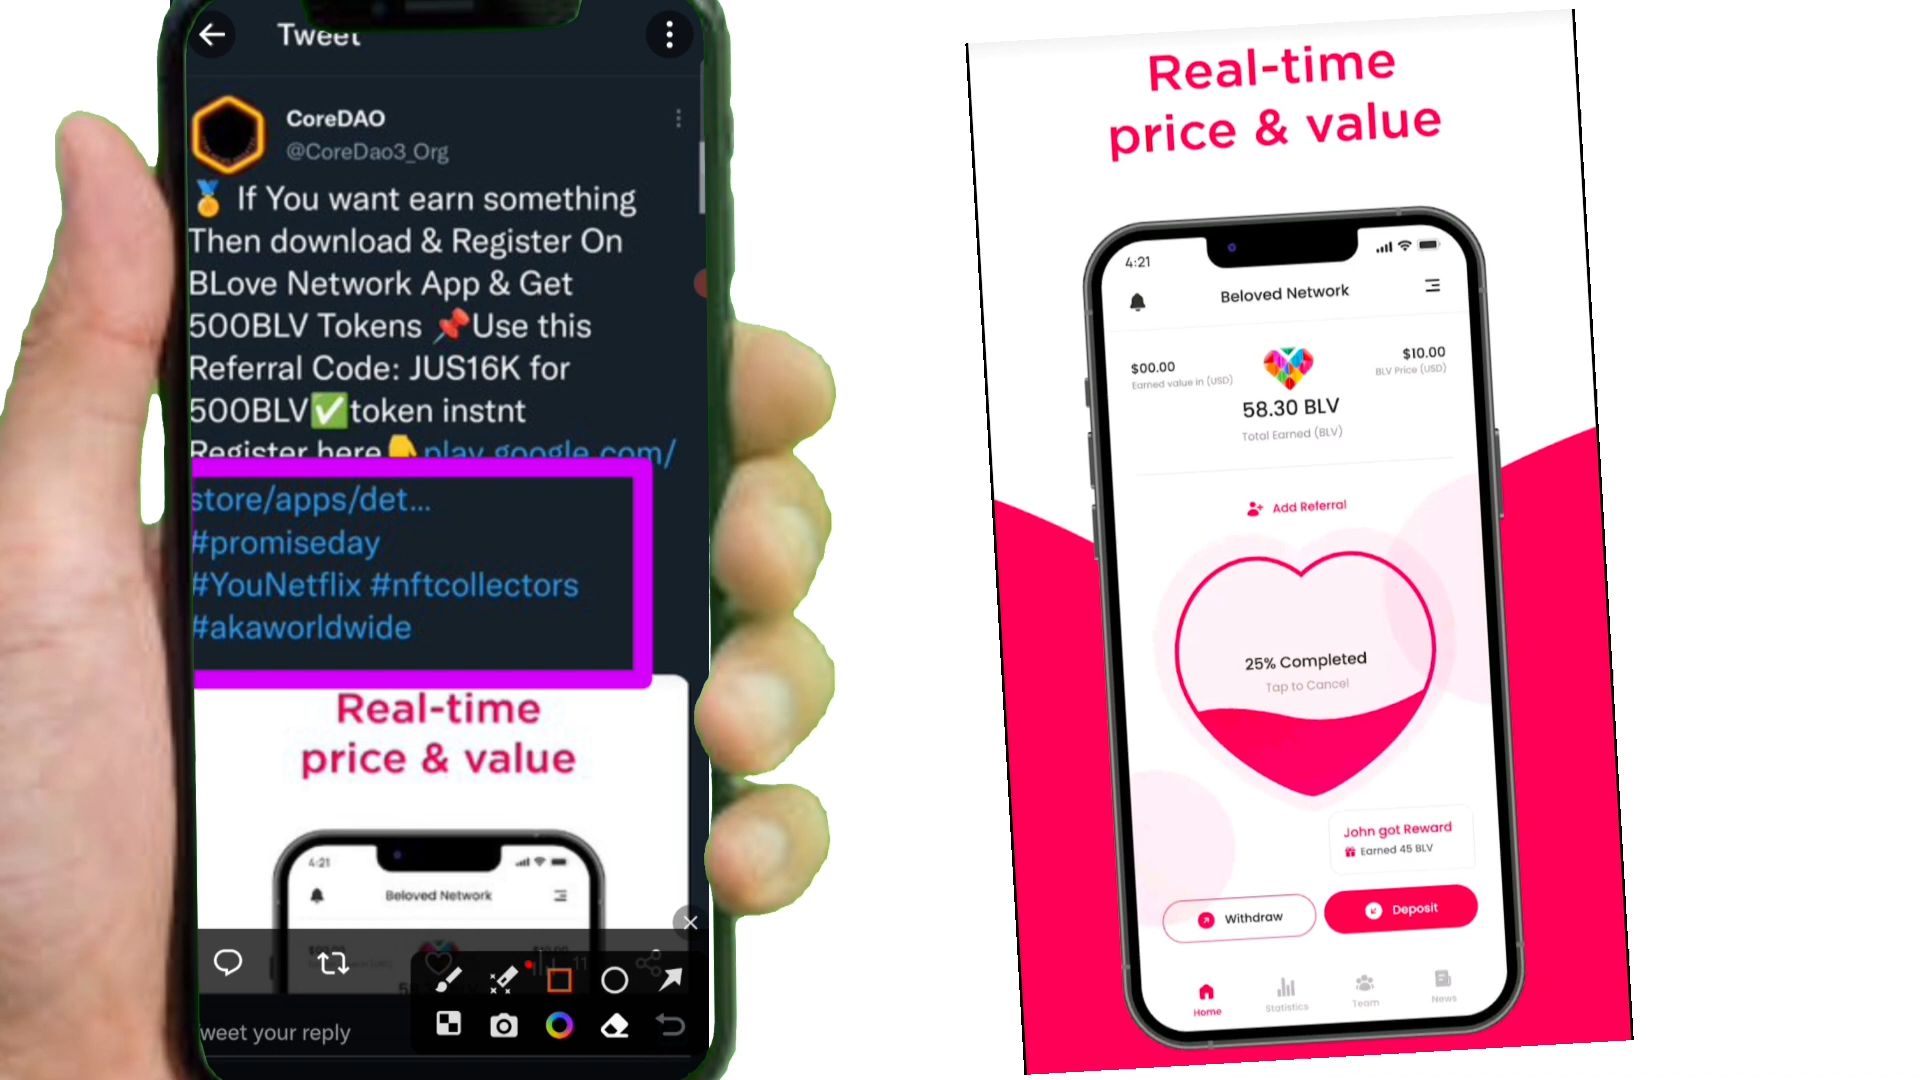 Tweet
CoreDAO
@CoreDao3_Org
🏅 If You want earn something
Then download & Register On
BLove Network App & Get
500BLV Tokens 📌Use this
Referral Code: JUS16K for
500BLV✅token instnt
Register here👇play.google.com/
store/apps/det...
#promiseday
#YouNetflix #nftcollectors
#akaworldwide
Real-time
price & value
4:21
Beloved Network
11
weet your reply
Real-time
price & value
4:21
Beloved Network
$00.00
Earned value in (USD)
$10.00
BLV Price (USD)
58.30 BLV
Total Earned (BLV)
Add Referral
25% Completed
Tap to Cancel
John got Reward
Earned 45 BLV
Withdraw
Deposit
Home
Statistics
Team
News